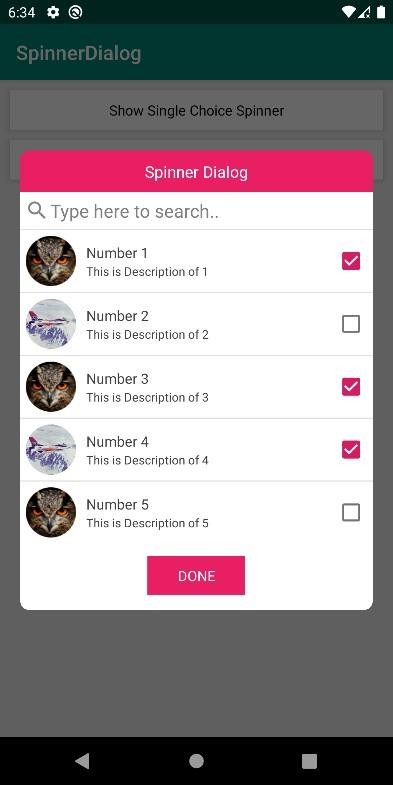 6:34
SpinnerDialog
Show Single Choice Spinner
Spinner Dialog
Type here to search..
Number 1
This is Description of 1
Number 2
This is Description of 2
Number 3
This is Description of 3
Number 4
This is Description of 4
Number 5
This is Description of 5
DONE